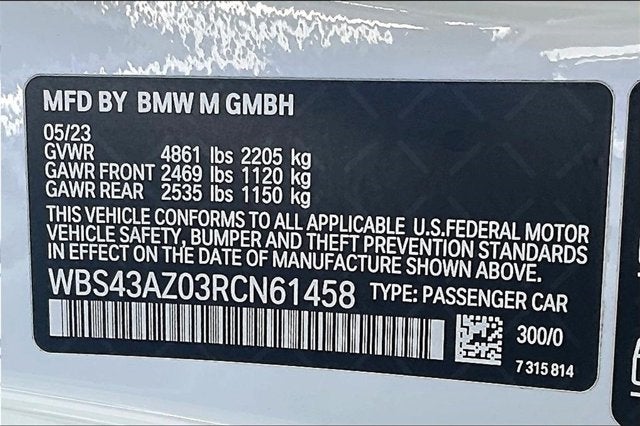 MFD BY BMW M GMBH
05/23
GVWR 4861 lbs 2205 kg
GAWR FRONT 2469 lbs 1120 kg
GAWR REAR 2535 lbs 1150 kg
THIS VEHICLE CONFORMS TO ALL APPLICABLE U.S.FEDERAL MOTOR
VEHICLE SAFETY, BUMPER AND THEFT PREVENTION STANDARDS
IN EFFECT ON THE DATE OF MANUFACTURE SHOWN ABOVE.
WBS43AZ03RCN61458 TYPE: PASSENGER CAR
300/0
7 315 814